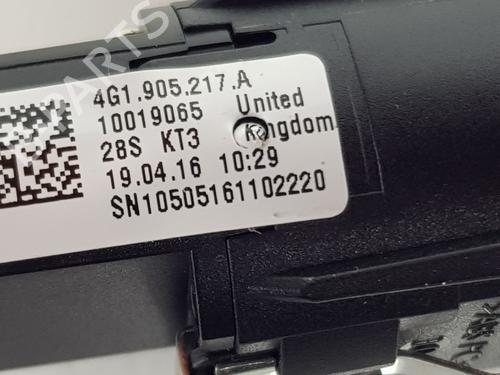 4G1.905.217.A
10019065 United
28S KT3 Kingdom
19.04.16 10:29
SN10505161102220